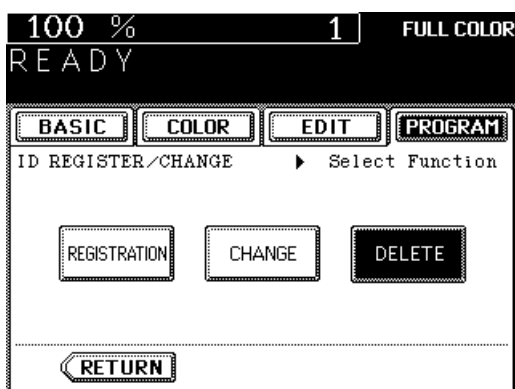 100 % 1 FULL COLOR
READY
BASIC COLOR EDIT PROGRAM
ID REGISTER/CHANGE ▶ Select Function
REGISTRATION CHANGE DELETE
RETURN